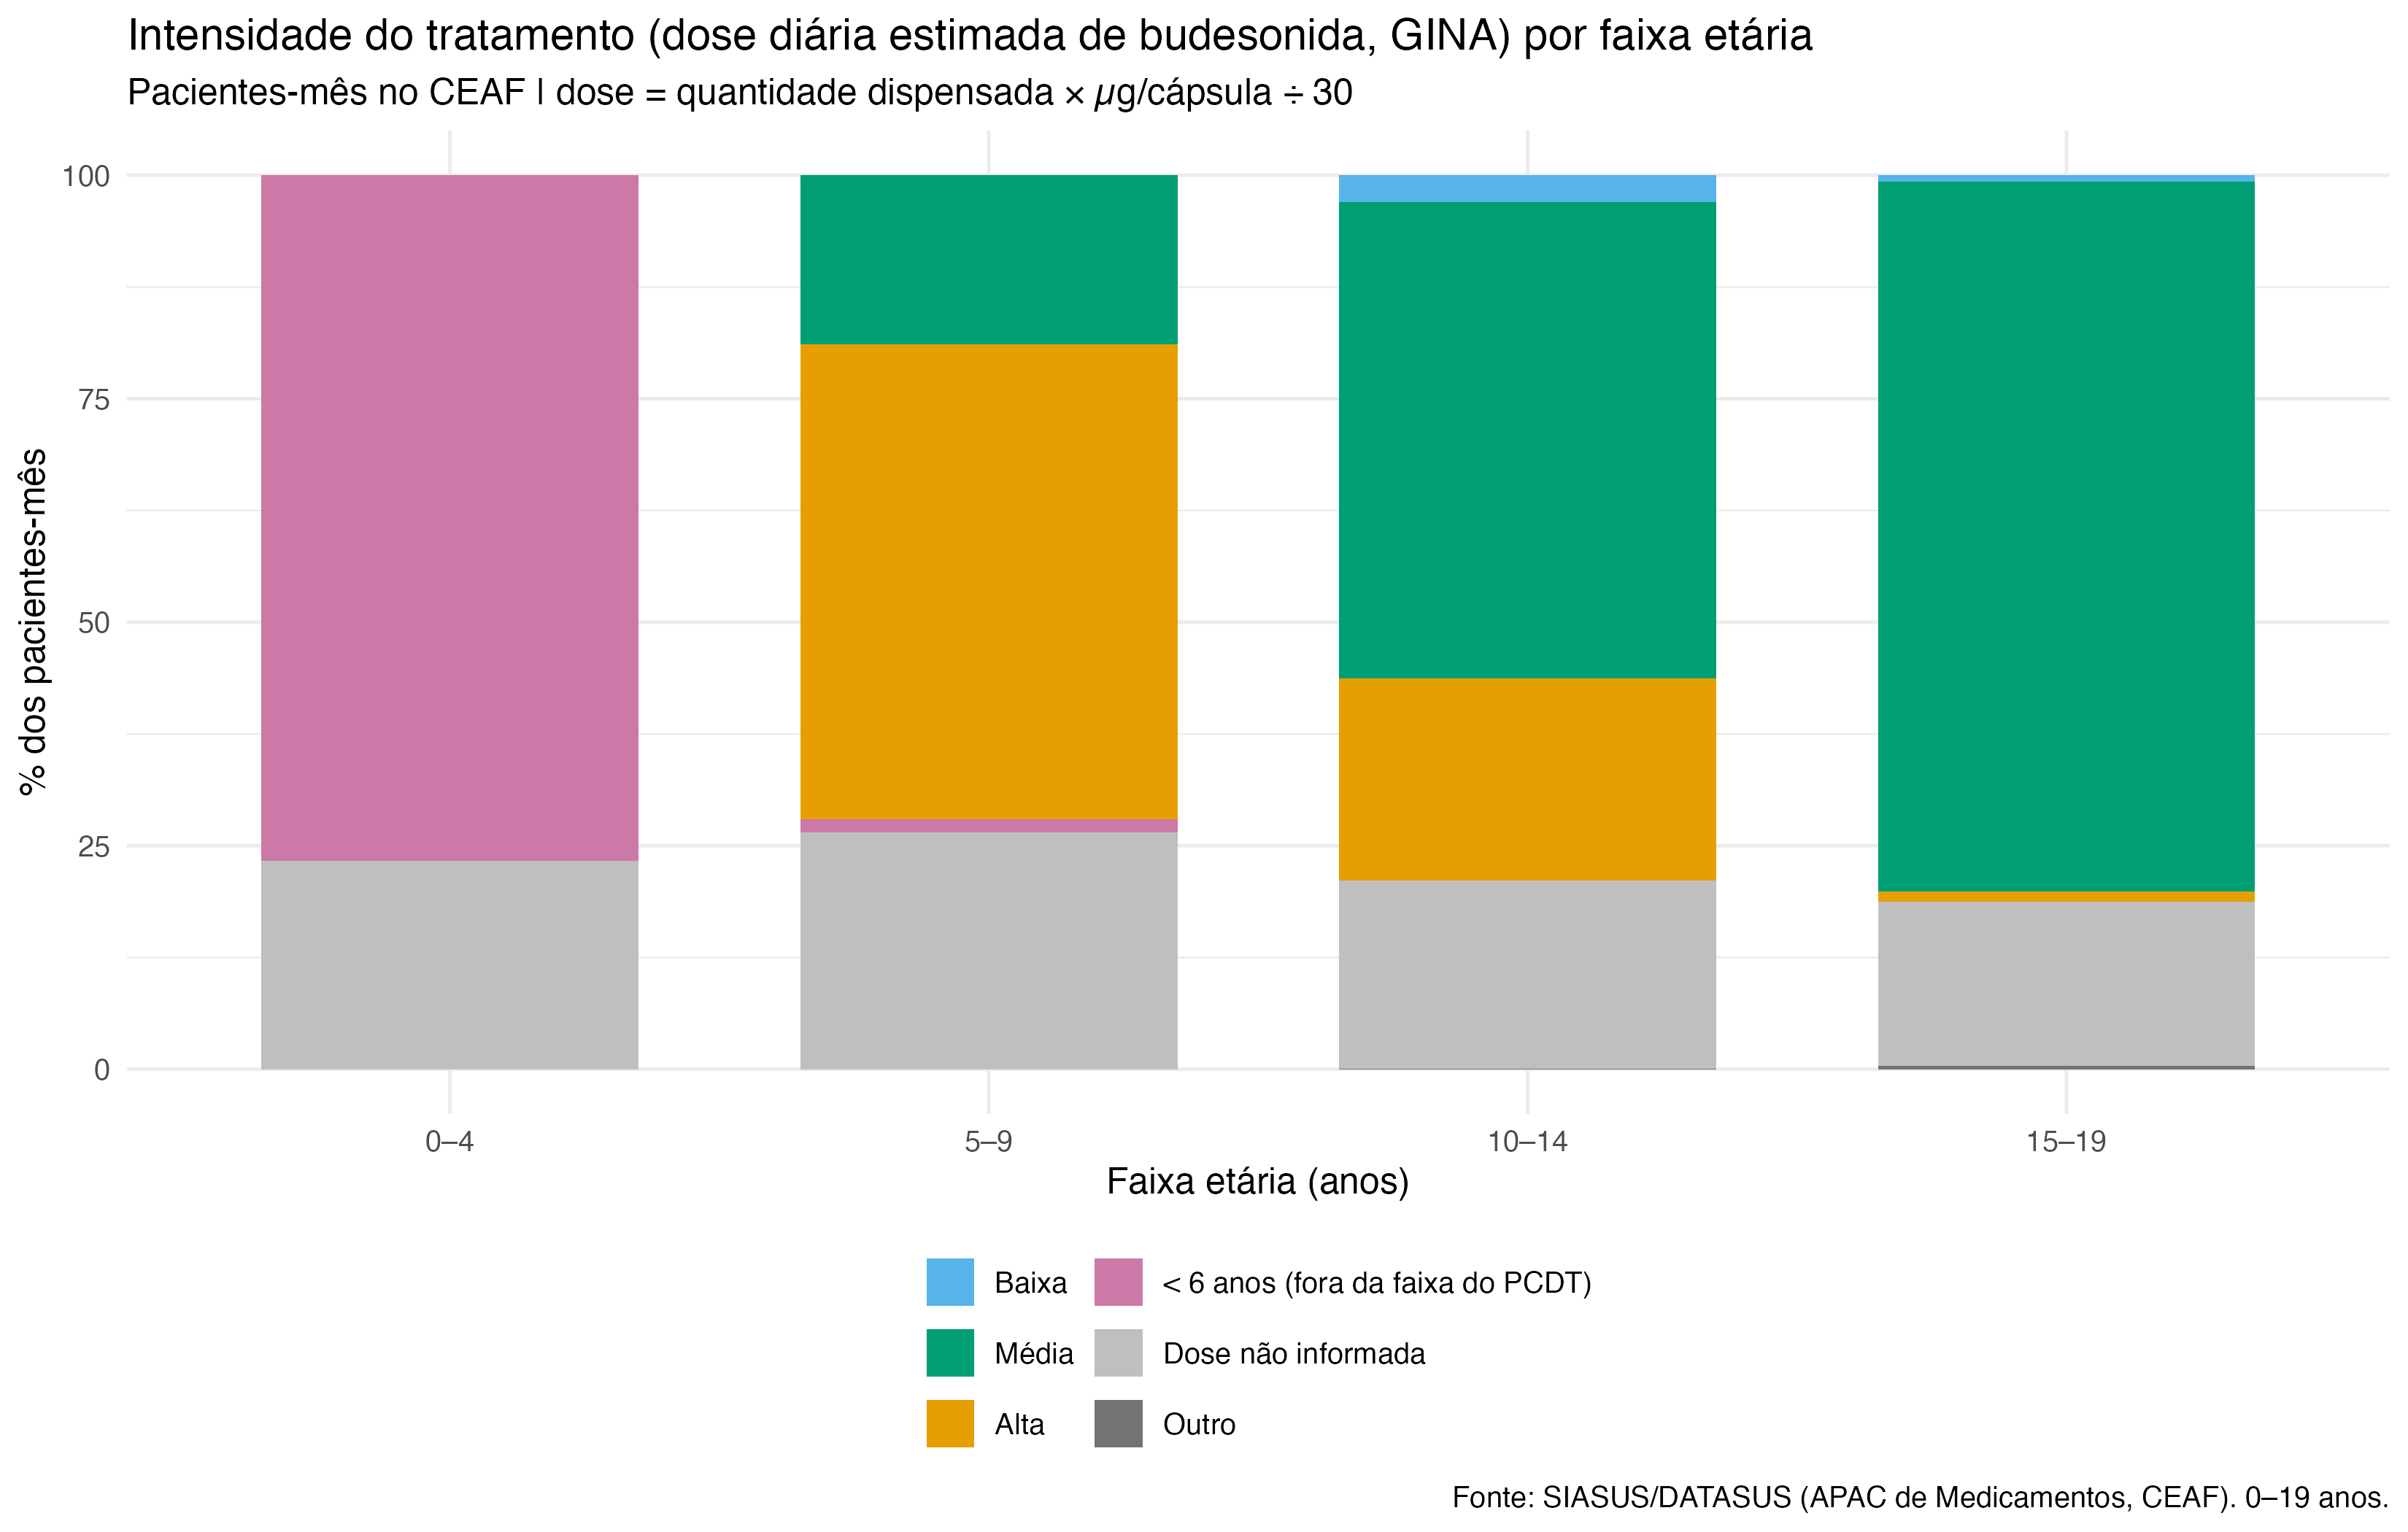 Intensidade do tratamento (dose diária estimada de budesonida, GINA) por faixa etária
Pacientes-mês no CEAF | dose = quantidade dispensada × µg/cápsula ÷ 30
% dos pacientes-mês
100
75
50
25
0
0–4
5–9
10–14
15–19
Faixa etária (anos)
Baixa
Média
Alta
< 6 anos (fora da faixa do PCDT)
Dose não informada
Outro
Fonte: SIASUS/DATASUS (APAC de Medicamentos, CEAF). 0–19 anos.